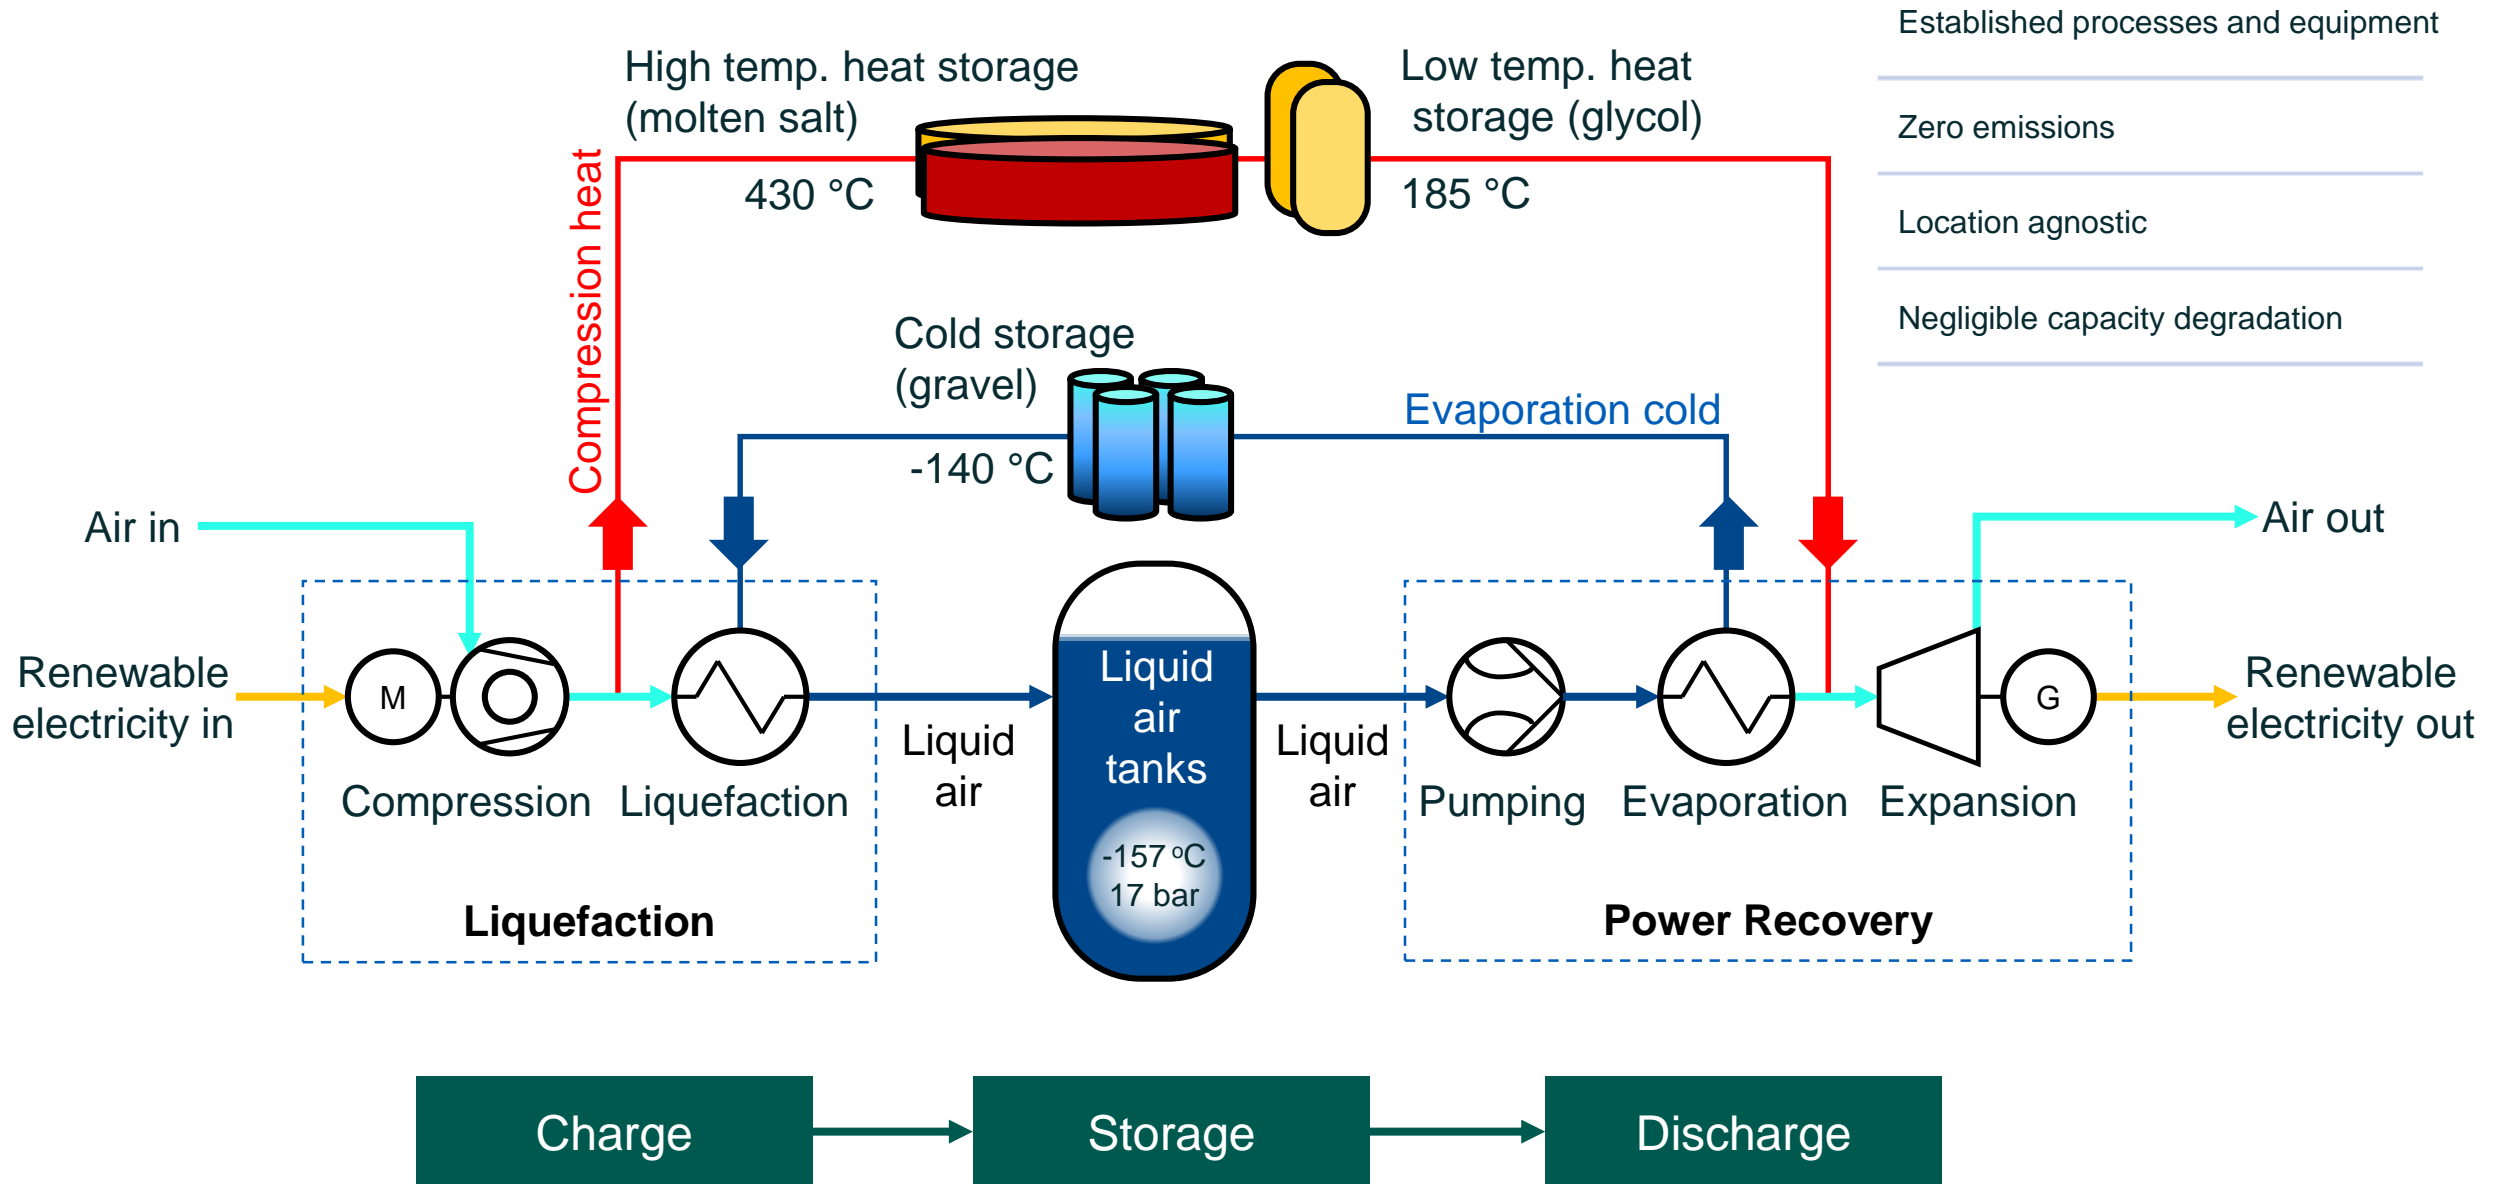 Established processes and equipment
Zero emissions
Location agnostic
Negligible capacity degradation
High temp. heat storage
(molten salt)
430 °C
Low temp. heat
storage (glycol)
185 °C
Compression heat
Cold storage
(gravel)
-140 °C
Evaporation cold
Air in
Air out
Renewable
electricity in
M
Compression
Liquefaction
Liquefaction
Liquid
air
Liquid
air
tanks
-157 ºC
17 bar
Liquid
air
Pumping
Evaporation
Expansion
G
Power Recovery
Renewable
electricity out
Charge
Storage
Discharge